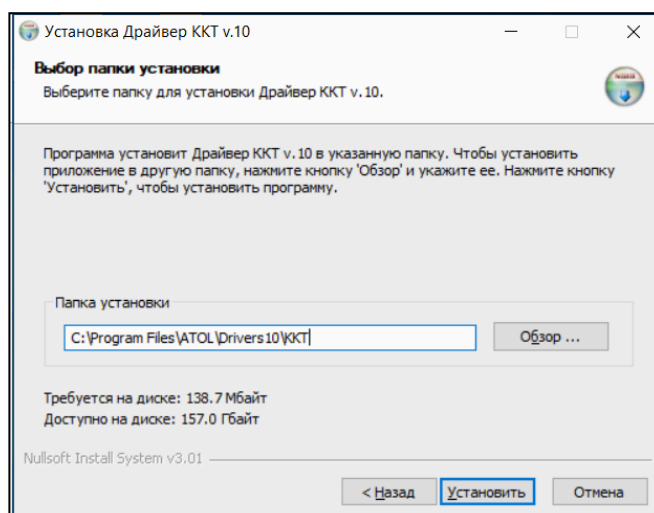 Установка Драйвер ККТ v.10
Выбор папки установки
Выберите папку для установки Драйвер ККТ v.10.
Программа установит Драйвер ККТ v.10 в указанную папку. Чтобы установить
приложение в другую папку, нажмите кнопку 'Обзор' и укажите ее. Нажмите кнопку
'Установить', чтобы установить программу.
Папка установки
C:\Program Files\ATOL\Drivers10\KKT
Обзор ...
Требуется на диске: 138.7 Мбайт
Доступно на диске: 157.0 Гбайт
Nullsoft Install System v3.01
< Назад Установить Отмена